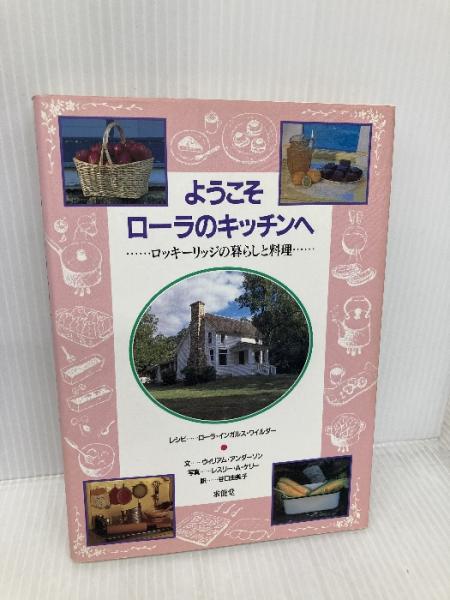 ようこそ
ローラのキッチンへ
……ロッキーリッジの暮らしと料理……
レシピ……ローラ・インガルス・ワイルダー
文……ウィリアム・アンダーソン
写真……レスリー・A・ケリー
訳……谷口由美子
求龍堂